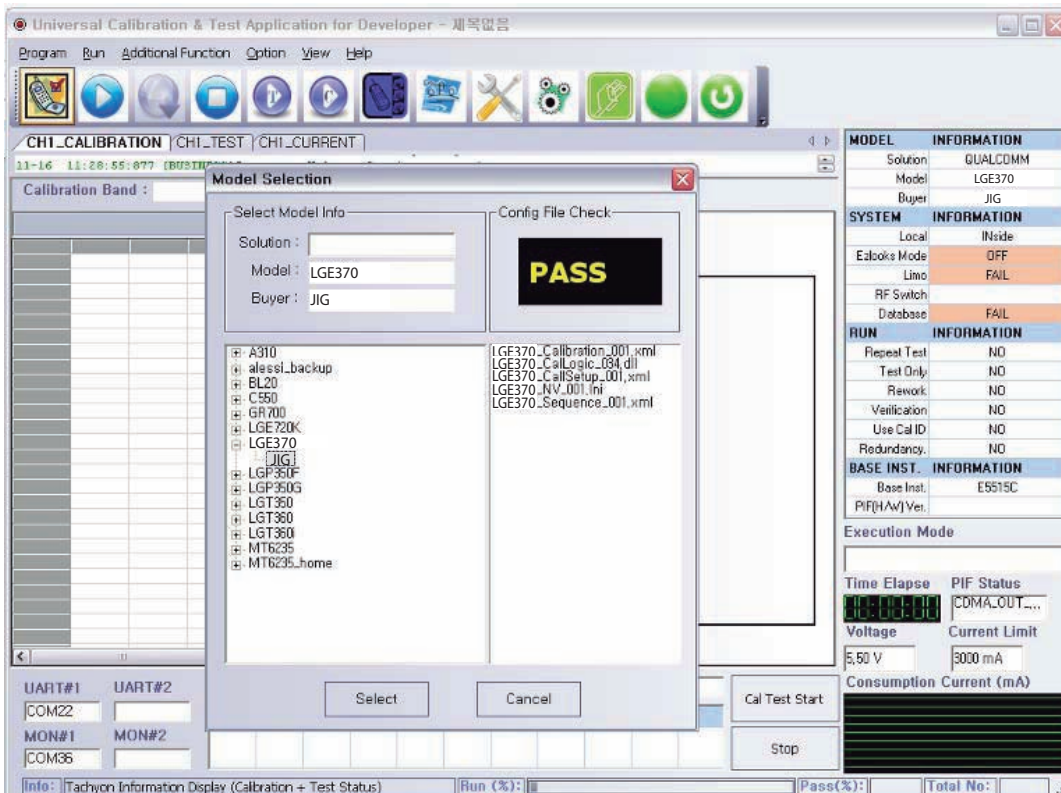 Universal Calibration & Test Application for Developer - 제목없음
Program Run Additional Function Option View Help
CH1_CALIBRATION CH1_TEST CH1_CURRENT
11-16 11:28:55:877
Calibration Band :
Model Selection
Select Model Info
Solution :
Model : LGE370
Buyer : JIG
Config File Check
PASS
A310
alessi_backup
BL20
C550
GR700
LGE720K
LGE370
JIG
LGP350F
LGP350G
LGT350
LGT360
LGT360i
MT6235
MT6235_home
LGE370_Calibration_001.xml
LGE370_CalLogic_034.dll
LGE370_CallSetup_001.xml
LGE370_NV_001.ini
LGE370_Sequence_001.xml
Select
Cancel
MODEL INFORMATION
Solution QUALCOMM
Model LGE370
Buyer JIG
SYSTEM INFORMATION
Local INside
Ezlooks Mode OFF
Limo FAIL
RF Switch
Database FAIL
RUN INFORMATION
Repeat Test NO
Test Only NO
Rework NO
Verification NO
Use Cal ID NO
Redundancy. NO
BASE INST. INFORMATION
Base Inst. E5515C
PIF(H/W) Ver.
Execution Mode
Time Elapse PIF Status
00:00:00 CDMA_OUT_...
Voltage Current Limit
5,50 V 3000 mA
Consumption Current (mA)
UART#1 UART#2
COM22
MON#1 MON#2
COM36
Cal Test Start
Stop
Info: Tachyon Information Display (Calibration + Test Status) Run (%): Pass(%): Total No: